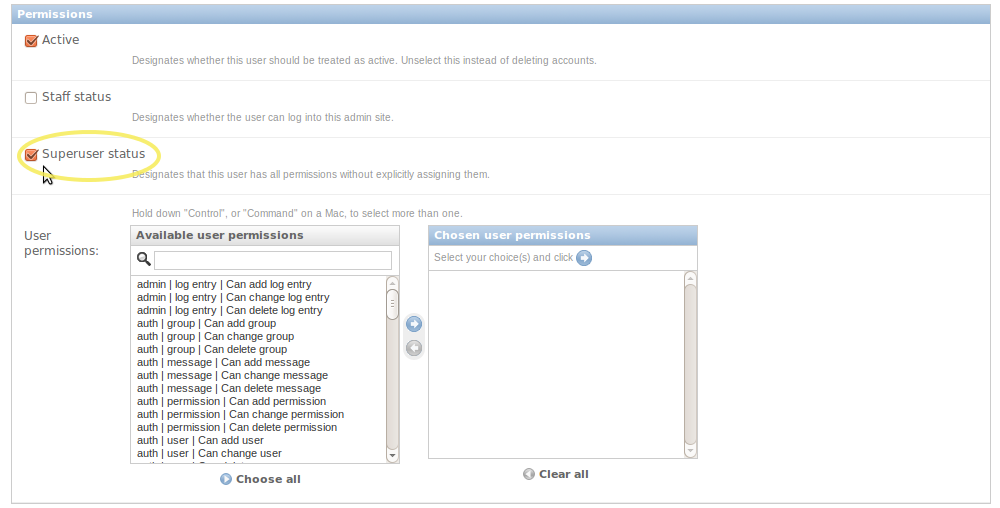 Permissions
Active
Designates whether this user should be treated as active. Unselect this instead of deleting accounts.
Staff status
Designates whether the user can log into this admin site.
Superuser status
Designates that this user has all permissions without explicitly assigning them.
Hold down "Control", or "Command" on a Mac, to select more than one.
User
permissions:
Available user permissions
admin | log entry | Can add log entry
admin | log entry | Can change log entry
admin | log entry | Can delete log entry
auth | group | Can add group
auth | group | Can change group
auth | group | Can delete group
auth | message | Can add message
auth | message | Can change message
auth | message | Can delete message
auth | permission | Can add permission
auth | permission | Can change permission
auth | permission | Can delete permission
auth | user | Can add user
auth | user | Can change user
Choose all
Chosen user permissions
Select your choice(s) and click
Clear all